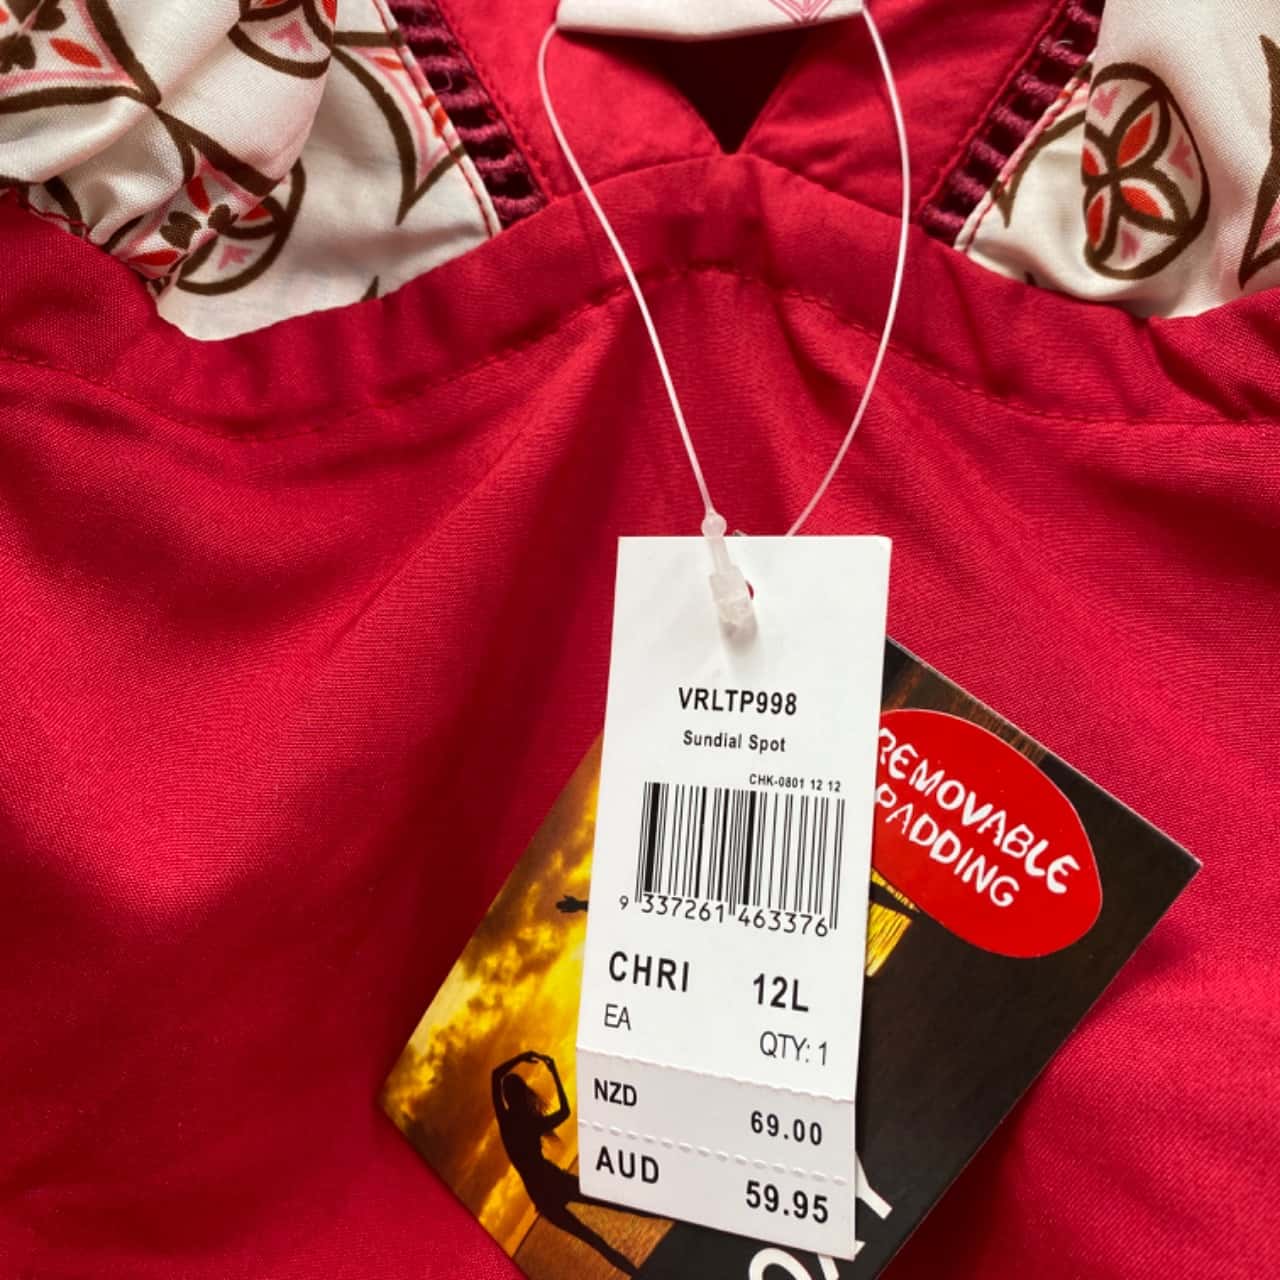 VRLTP998
Sundial Spot
CHK-0801 12 12
9 337261 463376
CHRI 12L
EA QTY: 1
NZD 69.00
AUD 59.95
REMOVABLE
PADDING